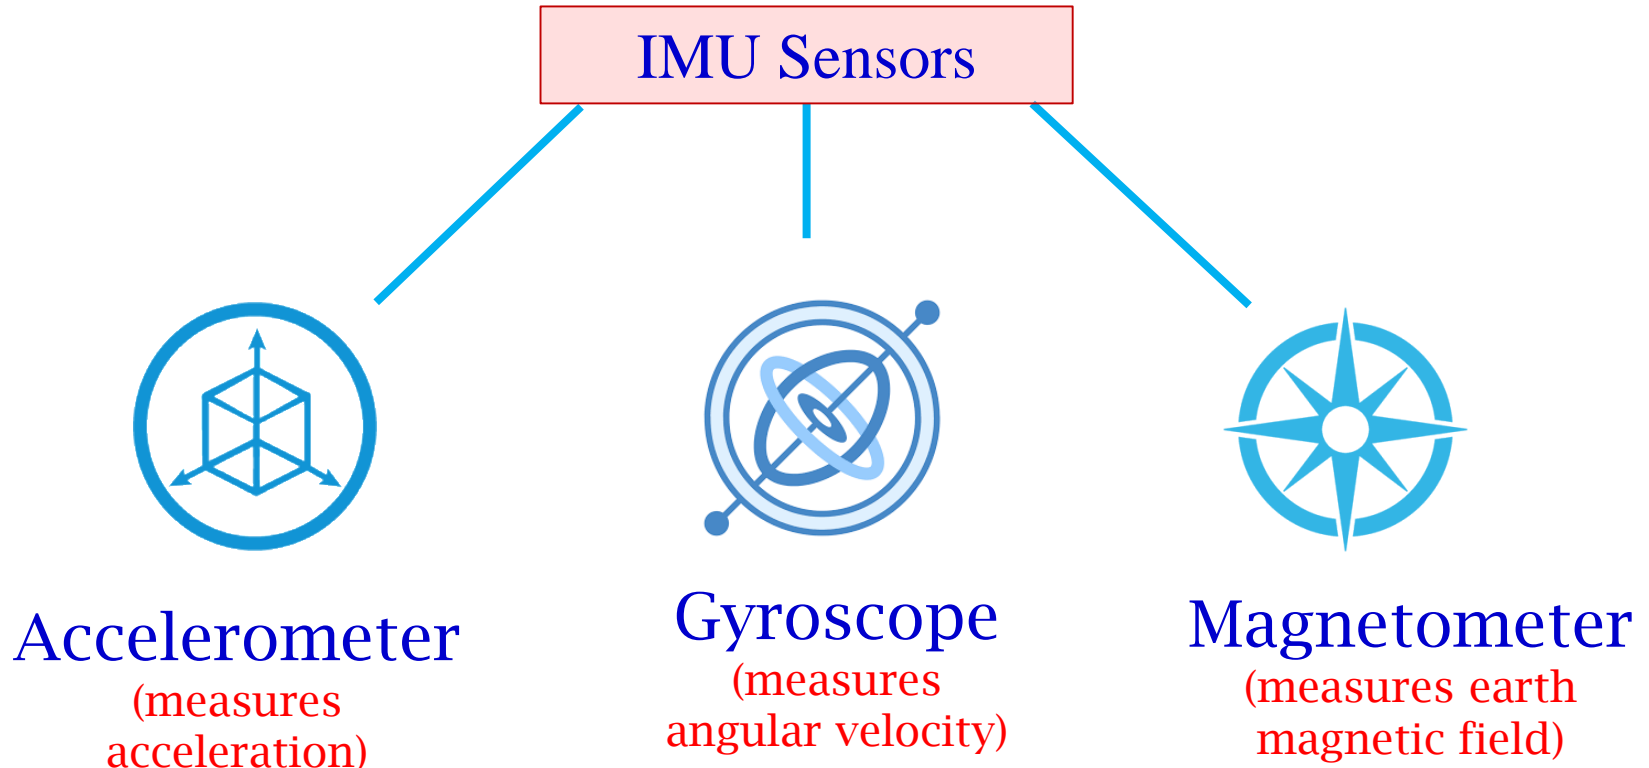 IMU Sensors
Accelerometer
(measures
acceleration)
Gyroscope
(measures
angular velocity)
Magnetometer
(measures earth
magnetic field)